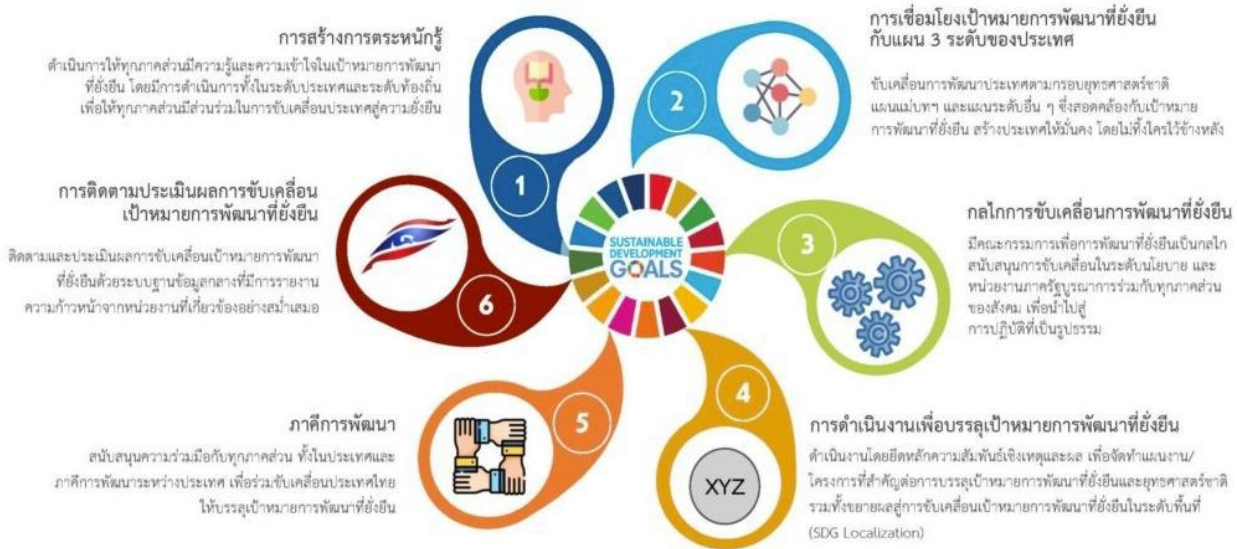 การสร้างการตระหนักรู้
ดำเนินการให้ทุกภาคส่วนมีความรู้และความเข้าใจในเป้าหมายการพัฒนา
ที่ยั่งยืน โดยมีการดำเนินการทั้งในระดับประเทศและระดับท้องถิ่น
เพื่อให้ทุกภาคส่วนมีส่วนร่วมในการขับเคลื่อนประเทศสู่ความยั่งยืน
1
การเชื่อมโยงเป้าหมายการพัฒนาที่ยั่งยืน
กับแผน 3 ระดับของประเทศ
ขับเคลื่อนการพัฒนาประเทศตามกรอบยุทธศาสตร์ชาติ
แผนแม่บทฯ และแผนระดับอื่น ๆ ซึ่งสอดคล้องกับเป้าหมาย
การพัฒนาที่ยั่งยืน สร้างประเทศให้มั่นคง โดยไม่ทิ้งใครไว้ข้างหลัง
2
กลไกการขับเคลื่อนการพัฒนาที่ยั่งยืน
มีคณะกรรมการเพื่อการพัฒนาที่ยั่งยืนเป็นกลไก
สนับสนุนการขับเคลื่อนในระดับนโยบาย และ
หน่วยงานภาครัฐบูรณาการร่วมกับทุกภาคส่วน
ของสังคม เพื่อนำไปสู่
การปฏิบัติที่เป็นรูปธรรม
3
การดำเนินงานเพื่อบรรลุเป้าหมายการพัฒนาที่ยั่งยืน
ดำเนินงานโดยยึดหลักความสัมพันธ์เชิงเหตุและผล เพื่อจัดทำแผนงาน/
โครงการที่สำคัญต่อการบรรลุเป้าหมายการพัฒนาที่ยั่งยืนและยุทธศาสตร์ชาติ
รวมทั้งขยายผลสู่การขับเคลื่อนเป้าหมายการพัฒนาที่ยั่งยืนในระดับพื้นที่
(SDG Localization)
4
XYZ
ภาคีการพัฒนา
สนับสนุนความร่วมมือกับทุกภาคส่วน ทั้งในประเทศและ
ภาคีการพัฒนาระหว่างประเทศ เพื่อร่วมขับเคลื่อนประเทศไทย
ให้บรรลุเป้าหมายการพัฒนาที่ยั่งยืน
5
การติดตามประเมินผลการขับเคลื่อน
เป้าหมายการพัฒนาที่ยั่งยืน
ติดตามและประเมินผลการขับเคลื่อนเป้าหมายการพัฒนา
ที่ยั่งยืนด้วยระบบฐานข้อมูลกลางที่มีการรายงาน
ความก้าวหน้าจากหน่วยงานที่เกี่ยวข้องอย่างสม่ำเสมอ
6
SUSTAINABLE
DEVELOPMENT
GOALS